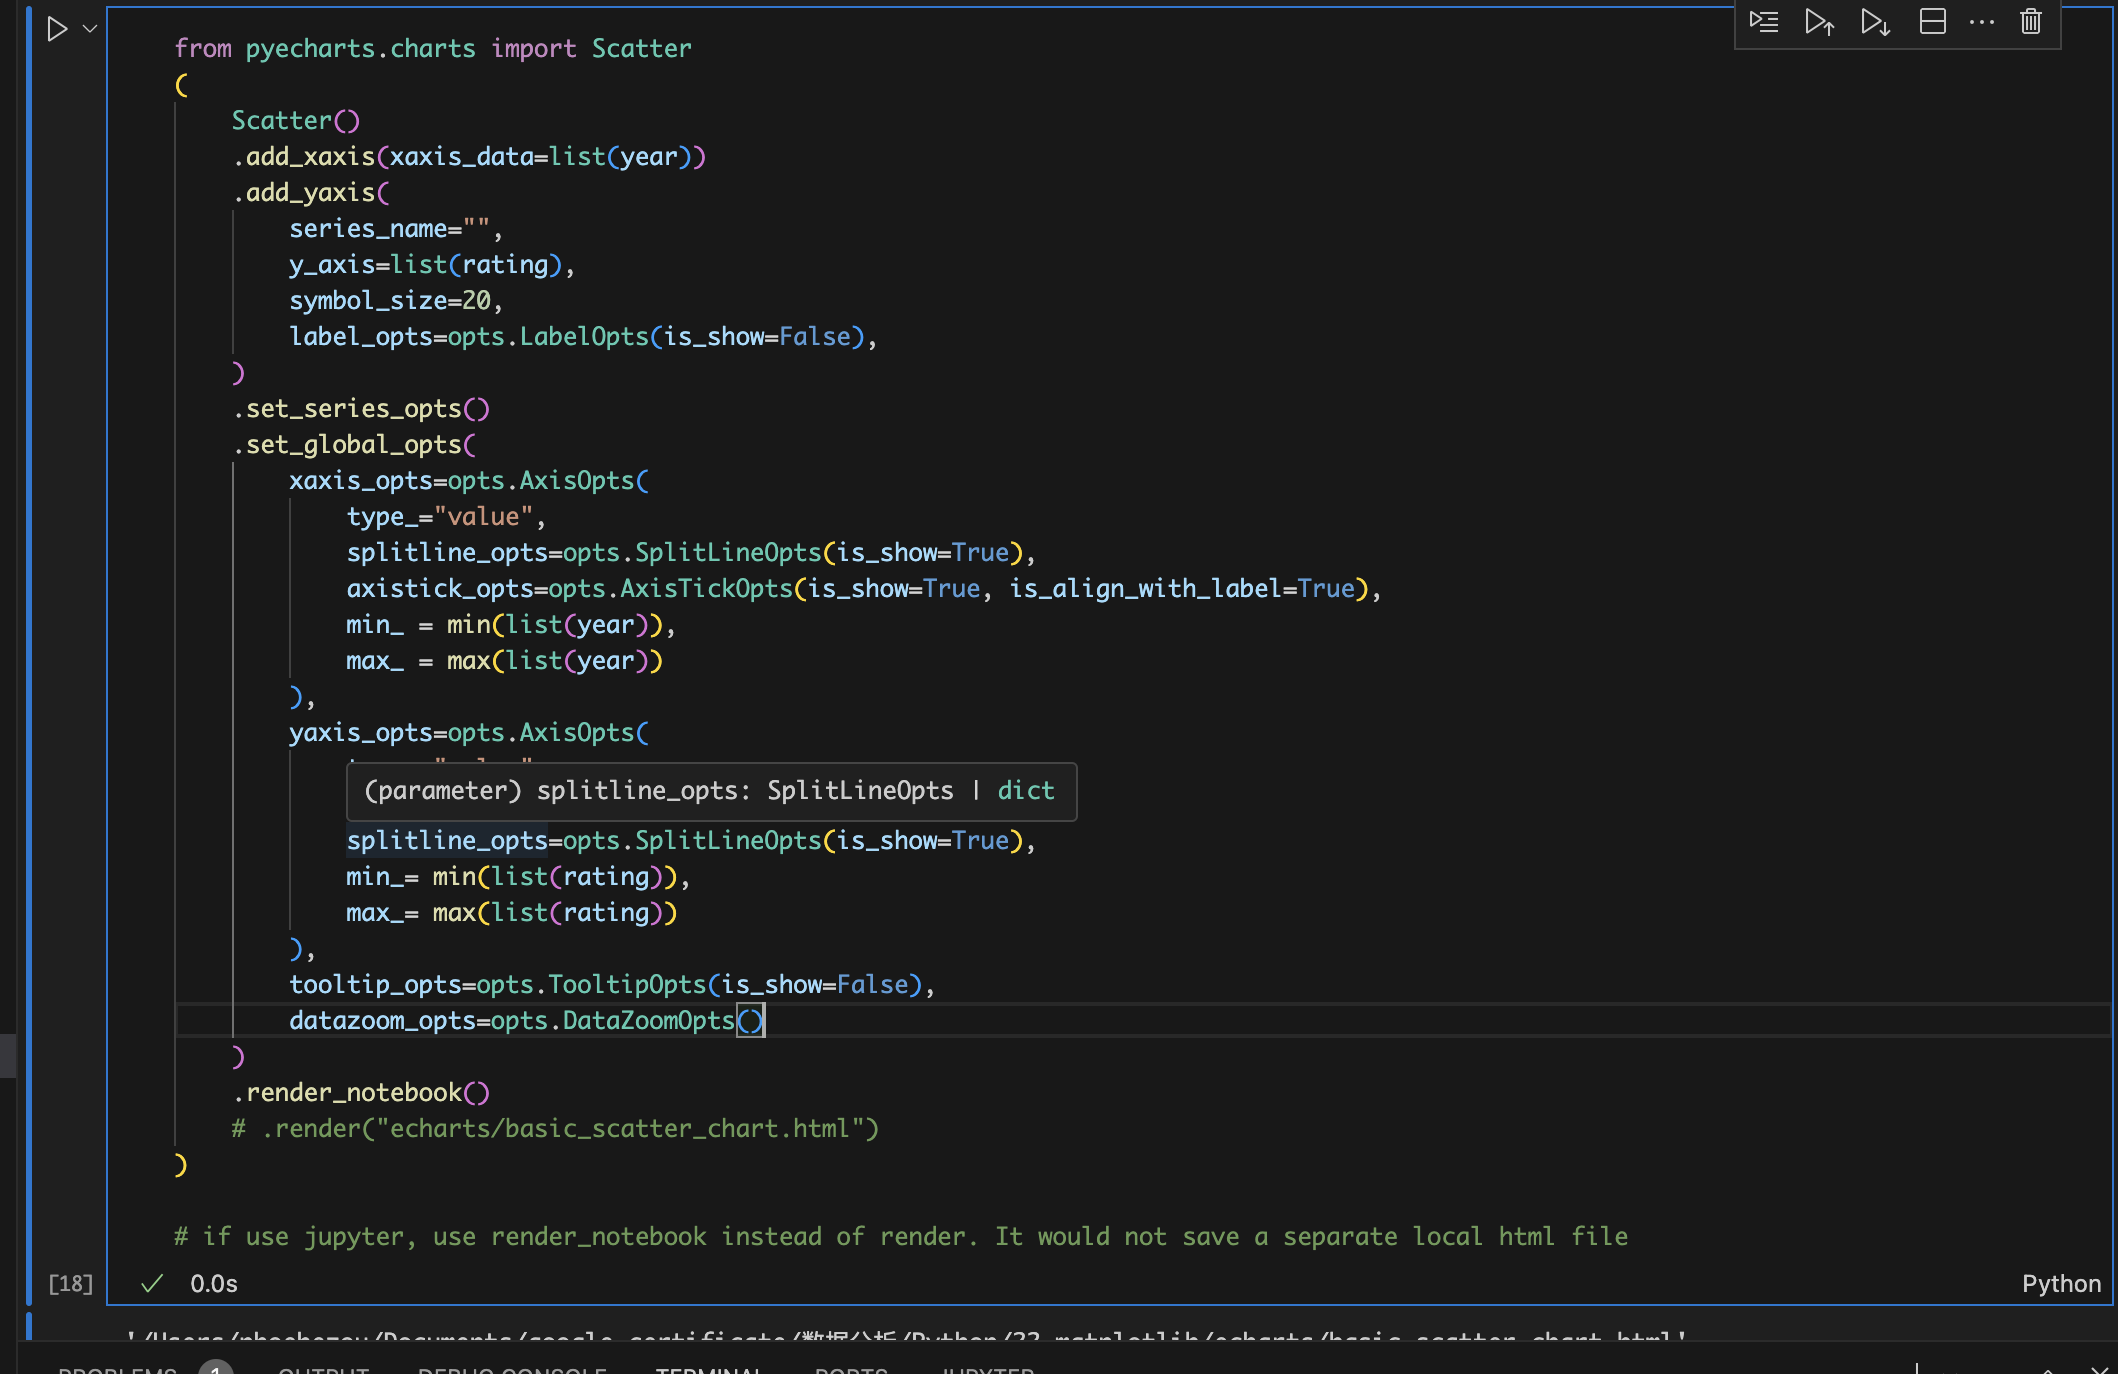 from pyecharts.charts import Scatter
(
    Scatter()
    .add_xaxis(xaxis_data=list(year))
    .add_yaxis(
        series_name="",
        y_axis=list(rating),
        symbol_size=20,
        label_opts=opts.LabelOpts(is_show=False),
    )
    .set_series_opts()
    .set_global_opts(
        xaxis_opts=opts.AxisOpts(
            type_="value",
            splitline_opts=opts.SplitLineOpts(is_show=True),
            axistick_opts=opts.AxisTickOpts(is_show=True, is_align_with_label=True),
            min_ = min(list(year)),
            max_ = max(list(year))
        ),
        yaxis_opts=opts.AxisOpts(
(parameter) splitline_opts: SplitLineOpts | dict
            splitline_opts=opts.SplitLineOpts(is_show=True),
            min_= min(list(rating)),
            max_= max(list(rating))
        ),
        tooltip_opts=opts.TooltipOpts(is_show=False),
        datazoom_opts=opts.DataZoomOpts()
    )
    .render_notebook()
    # .render("echarts/basic_scatter_chart.html")
)
# if use jupyter, use render_notebook instead of render. It would not save a separate local html file
[18] ✓ 0.0s Python
PROBLEMS 1 OUTPUT DEBUG CONSOLE TERMINAL PORTS JUPYTER